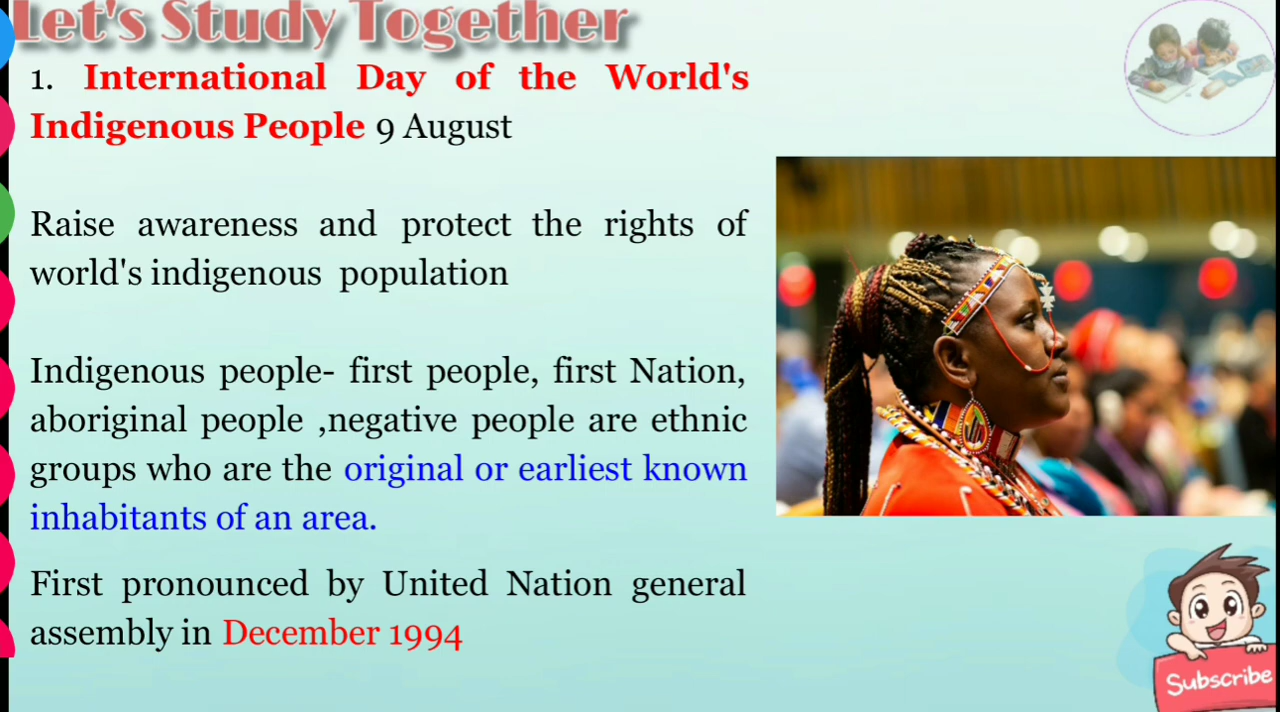 Let's Study Together
1. International Day of the World's
Indigenous People 9 August
Raise awareness and protect the rights of
world's indigenous population
Indigenous people- first people, first Nation,
aboriginal people ,negative people are ethnic
groups who are the original or earliest known
inhabitants of an area.
First pronounced by United Nation general
assembly in December 1994
Subscribe